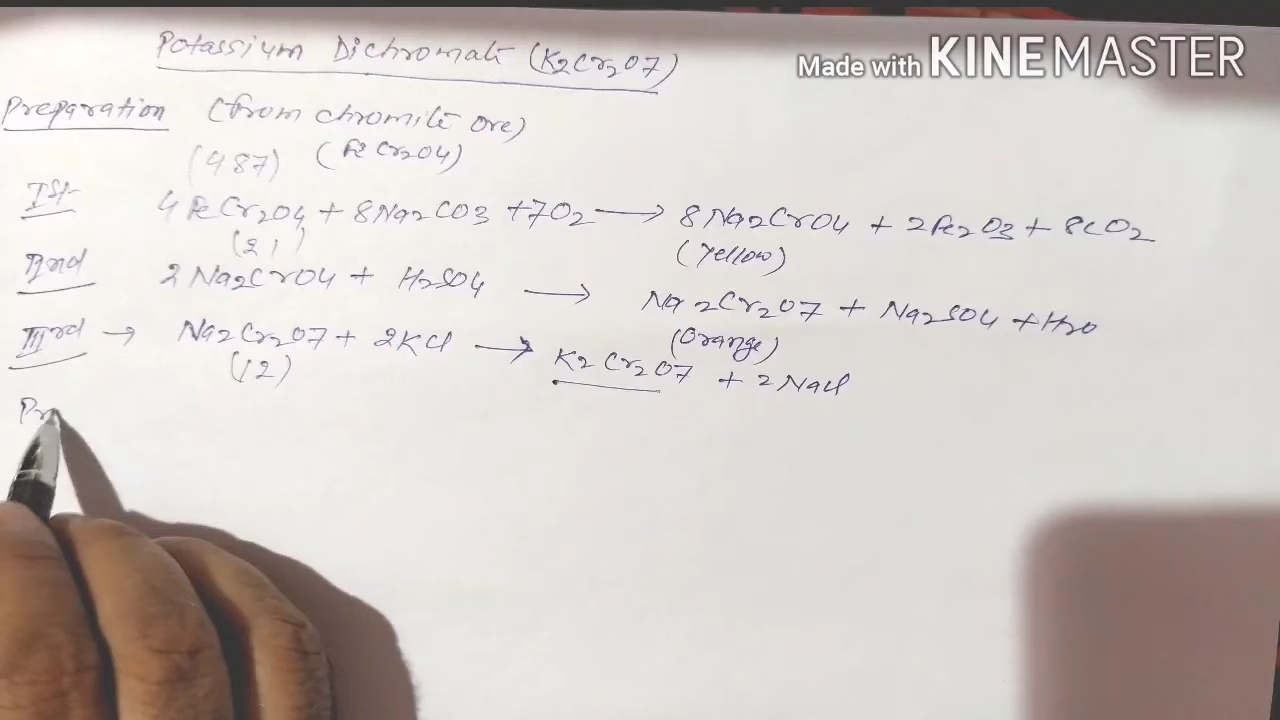 Potassium Dichromate (K2Cr2O7)
Made with KINEMASTER
Preparation (from chromite ore)
(487) (FeCr2O4)
Ist 4FeCr2O4 + 8Na2CO3 + 7O2 → 8Na2CrO4 + 2Fe2O3 + 8CO2
(21) (Yellow)
IInd 2Na2CrO4 + H2SO4 → Na2Cr2O7 + Na2SO4 + H2O
(Orange)
IIIrd → Na2Cr2O7 + 2KCl → K2Cr2O7 + 2NaCl
(12)
Pr